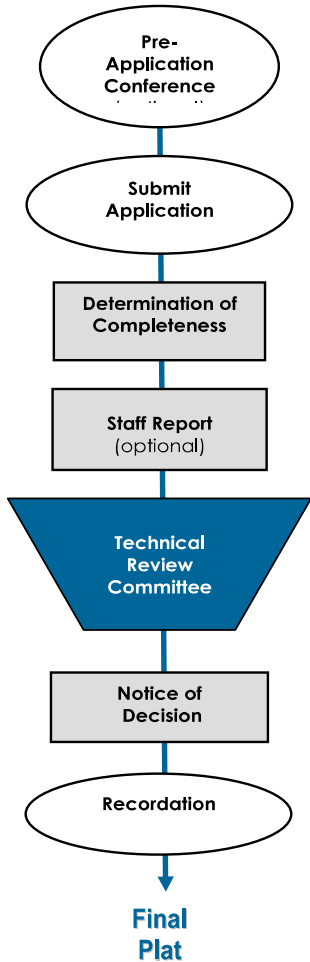 Pre-
Application
Conference
Submit
Application
Determination of
Completeness
Staff Report
(optional)
Technical
Review
Committee
Notice of
Decision
Recordation
Final
Plat